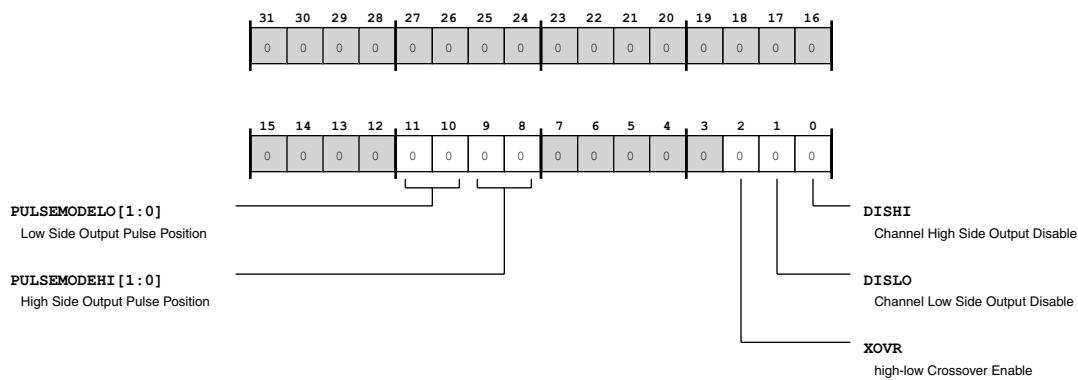 31 30 29 28 27 26 25 24 23 22 21 20 19 18 17 16
0 0 0 0 0 0 0 0 0 0 0 0 0 0 0 0
15 14 13 12 11 10 9 8 7 6 5 4 3 2 1 0
0 0 0 0 0 0 0 0 0 0 0 0 0 0 0 0
PULSEMODELO[1:0]
Low Side Output Pulse Position
PULSEMODEHI[1:0]
High Side Output Pulse Position
DISHI
Channel High Side Output Disable
DISLO
Channel Low Side Output Disable
XOVR
high-low Crossover Enable